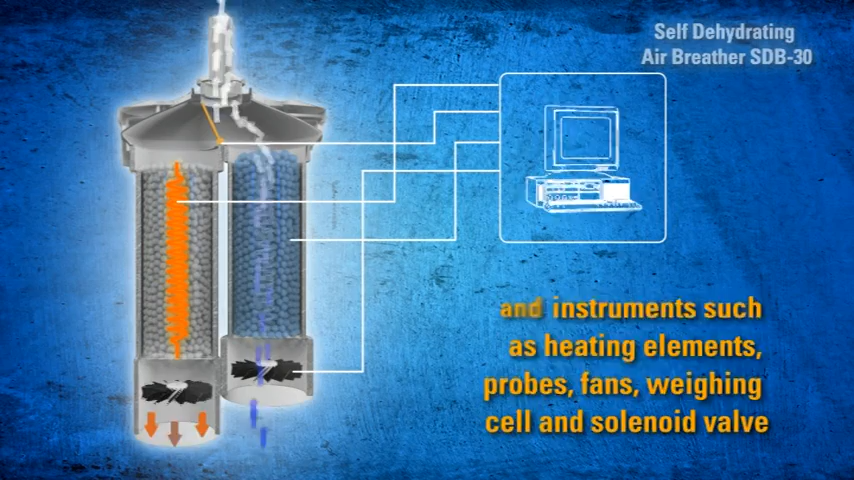 Self Dehydrating
Air Breather SDB-30
and instruments such
as heating elements,
probes, fans, weighing
cell and solenoid valve